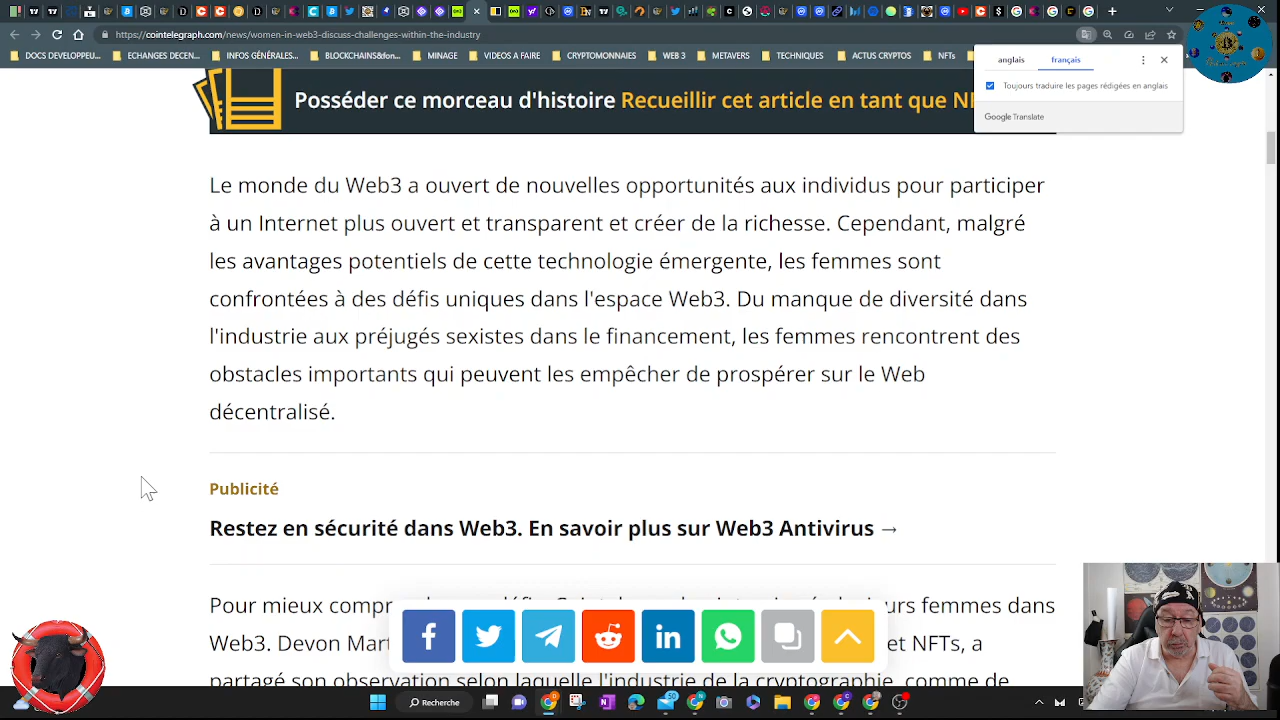 https://cointelegraph.com/news/women-in-web3-discuss-challenges-within-the-industry
DOCS DEVELOPPEU...
ECHANGES DECEN...
INFOS GÉNÉRALES...
BLOCKCHAINS&don...
MINAGE
VIDEOS A FAIRE
CRYPTOMONNAIES
WEB 3
METAVERS
TECHNIQUES
ACTUS CRYPTOS
NFTs
anglais
français
Toujours traduire les pages rédigées en anglais
Google Translate
Posséder ce morceau d'histoire Recueillir cet article en tant que
Le monde du Web3 a ouvert de nouvelles opportunités aux individus pour participer
à un Internet plus ouvert et transparent et créer de la richesse. Cependant, malgré
les avantages potentiels de cette technologie émergente, les femmes sont
confrontées à des défis uniques dans l'espace Web3. Du manque de diversité dans
l'industrie aux préjugés sexistes dans le financement, les femmes rencontrent des
obstacles importants qui peuvent les empêcher de prospérer sur le Web
décentralisé.
Publicité
Restez en sécurité dans Web3. En savoir plus sur Web3 Antivirus →
Pour mieux femmes dans
Web3. Devon et NFTs, a
partagé son observation selon laquelle l'industrie de la cryptographie, comme de
Recherche